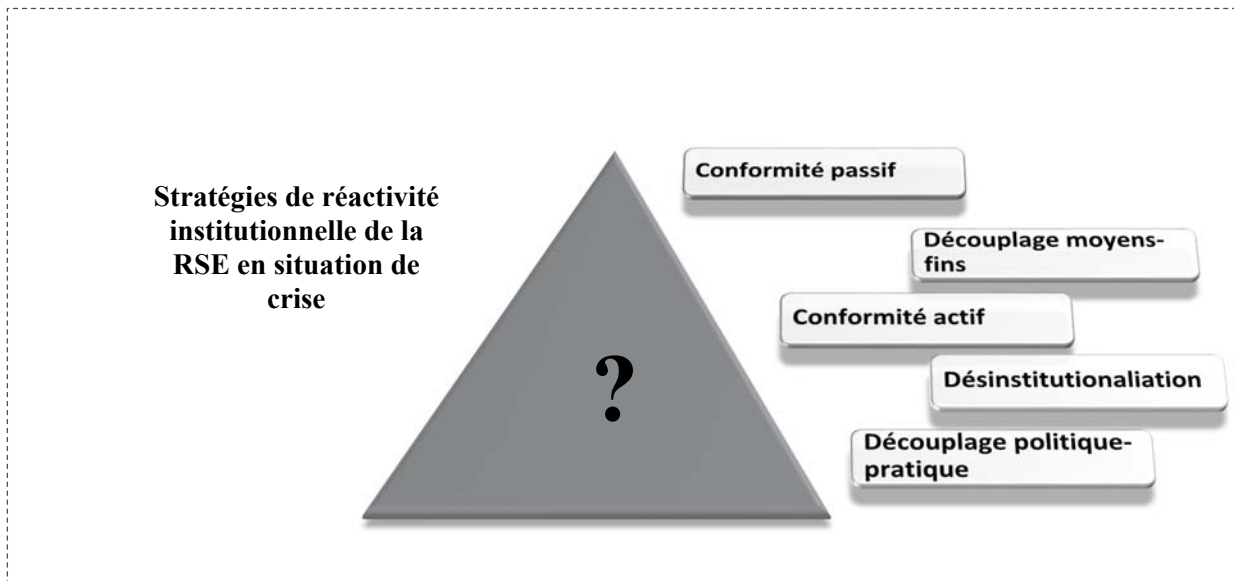 Stratégies de réactivité
institutionnelle de la
RSE en situation de
crise
?
Conformité passif
Découplage moyens-
fins
Conformité actif
Désinstitutionaliation
Découplage politique-
pratique